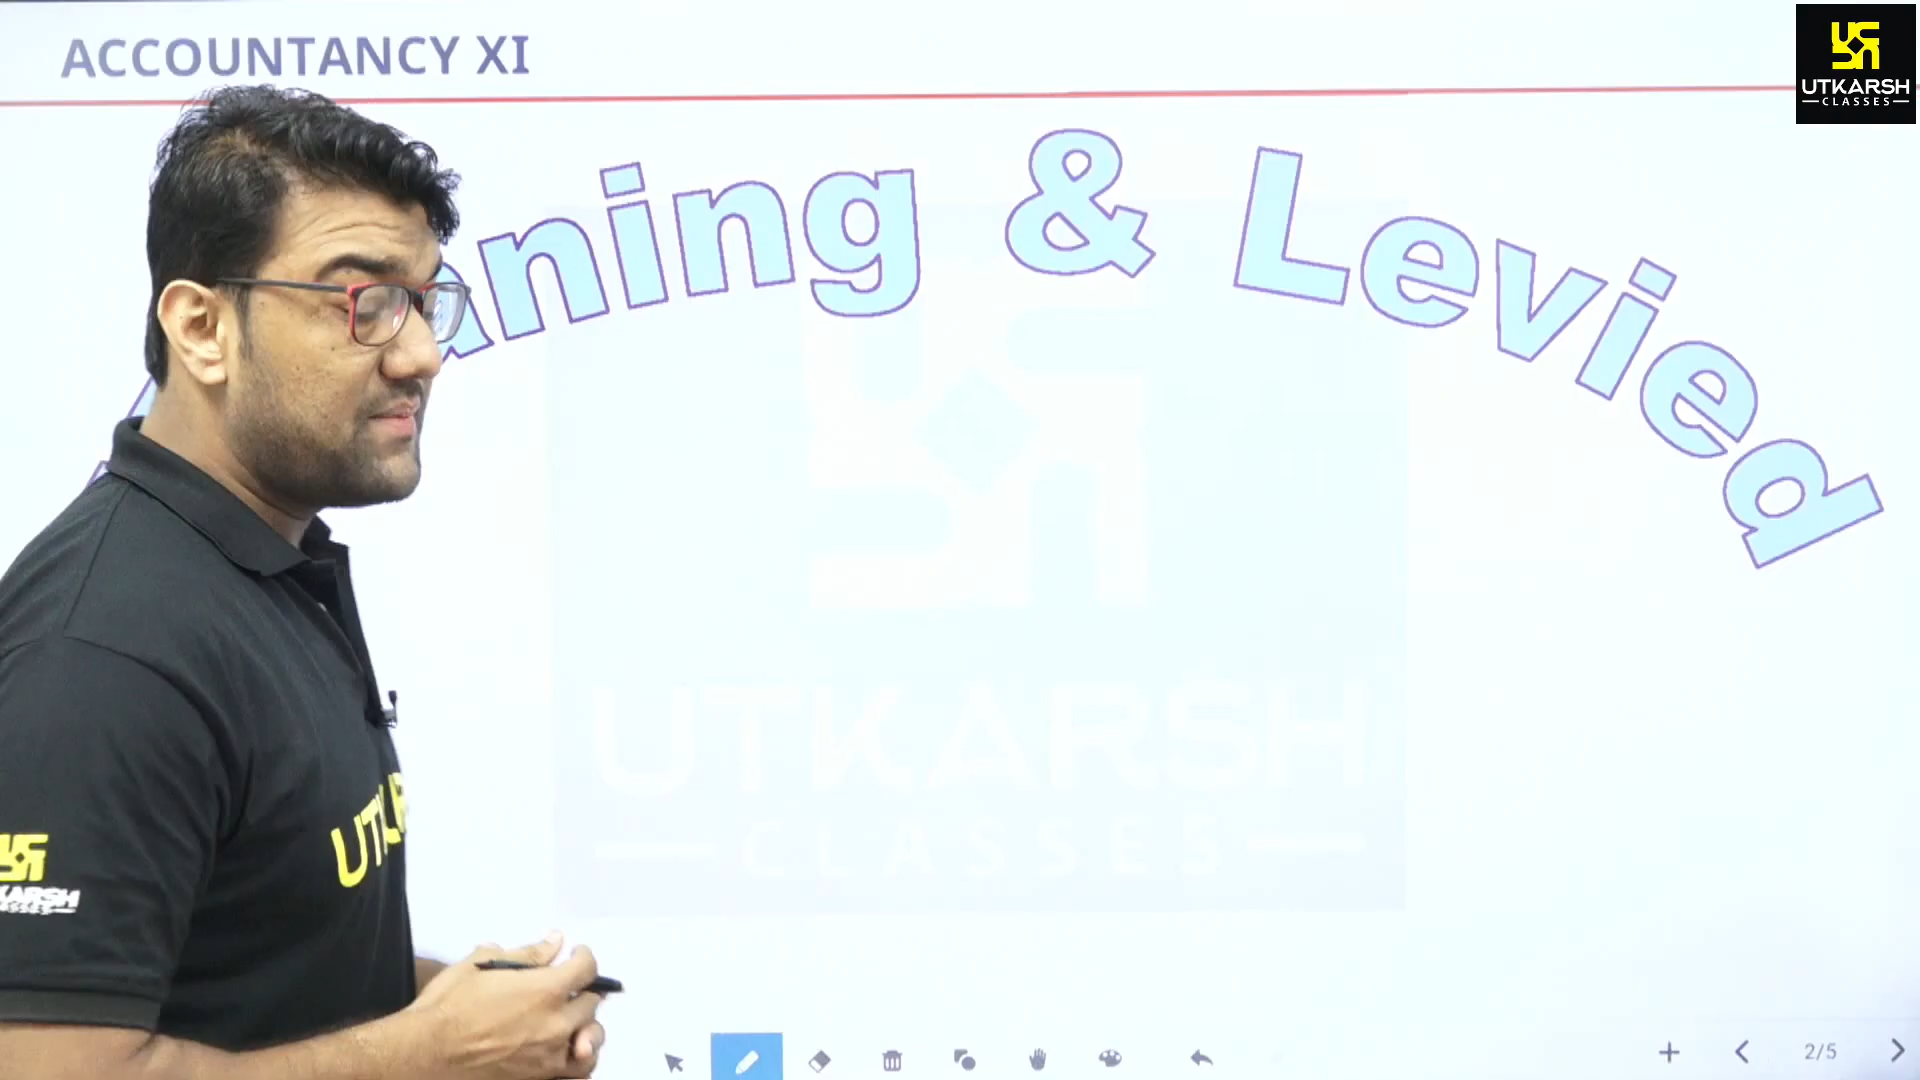 ACCOUNTANCY XI
UTKARSH
CLASSES
aning & Levied
UTKARSH
CLASSES
2/5